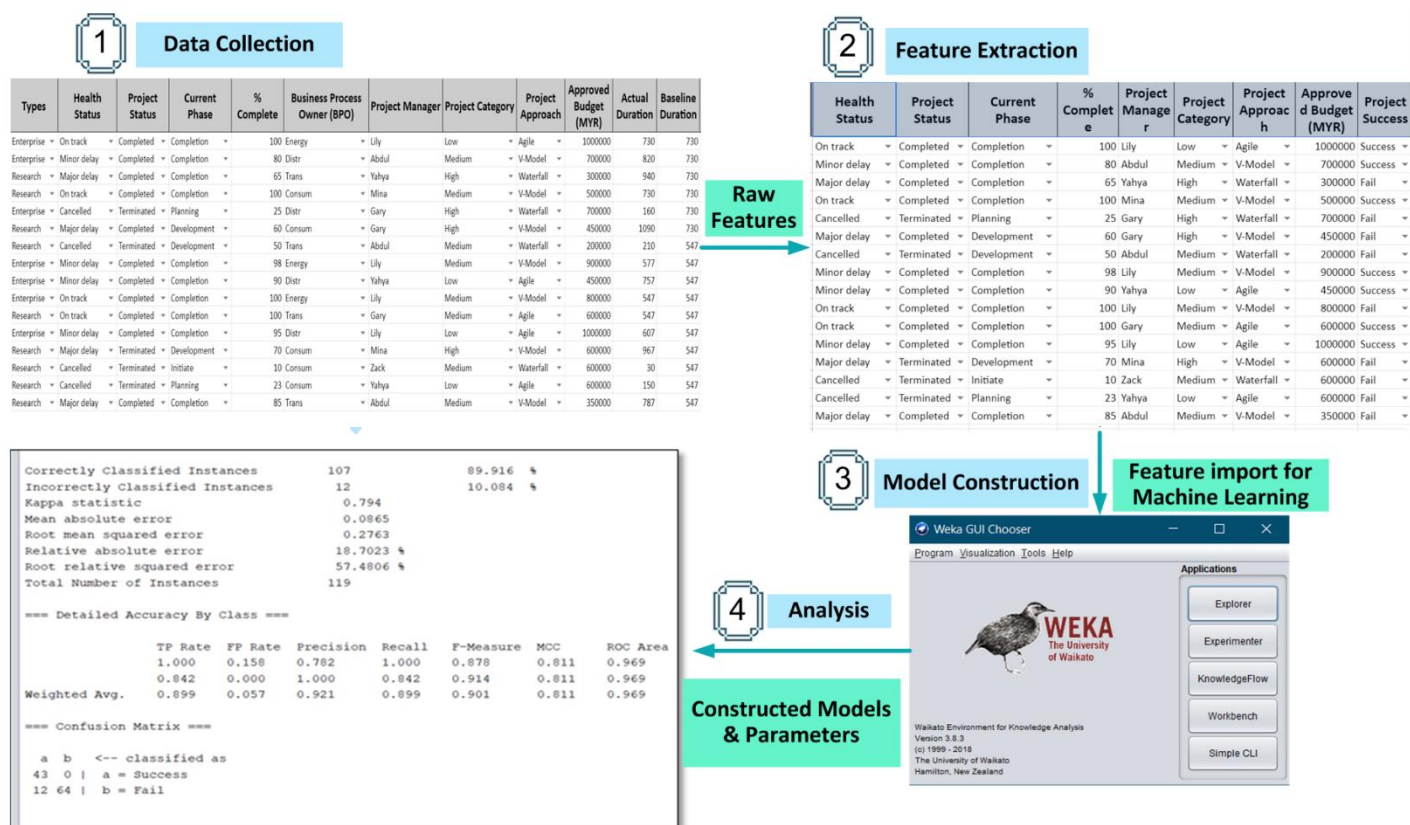 1 Data Collection
Types Health Status Project Status Current Phase % Complete Business Process Owner (BPO) Project Manager Project Category Project Approach Approved Budget (MYR) Actual Duration Baseline Duration
Enterprise On track Completed Completion 100 Energy Lily Low Agile 1000000 730 730
Enterprise Minor delay Completed Completion 80 Distr Abdul Medium V-Model 700000 820 730
Research Major delay Completed Completion 65 Trans Yahya High Waterfall 300000 940 730
Research On track Completed Completion 100 Consum Mina Medium V-Model 500000 730 730
Enterprise Cancelled Terminated Planning 25 Distr Gary High Waterfall 700000 160 730
Research Major delay Completed Development 60 Consum Gary High V-Model 450000 1090 730
Research Cancelled Terminated Development 50 Trans Abdul Medium Waterfall 200000 210 547
Enterprise Minor delay Completed Completion 98 Energy Lily Medium V-Model 900000 577 547
Enterprise Minor delay Completed Completion 90 Distr Yahya Low Agile 450000 757 547
Enterprise On track Completed Completion 100 Energy Lily Medium V-Model 800000 547 547
Research On track Completed Completion 100 Trans Gary Medium Agile 600000 547 547
Enterprise Minor delay Completed Completion 95 Distr Lily Low Agile 1000000 607 547
Research Major delay Terminated Development 70 Consum Mina High V-Model 600000 967 547
Research Cancelled Terminated Initiate 10 Consum Zack Medium Waterfall 600000 30 547
Research Cancelled Terminated Planning 23 Consum Yahya Low Agile 600000 150 547
Research Major delay Completed Completion 85 Trans Abdul Medium V-Model 350000 787 547
Raw
Features
2 Feature Extraction
Health Status Project Status Current Phase % Complet e Project Manage r Project Category Project Approac h Approve d Budget (MYR) Project Success
On track Completed Completion 100 Lily Low Agile 1000000 Success
Minor delay Completed Completion 80 Abdul Medium V-Model 700000 Success
Major delay Completed Completion 65 Yahya High Waterfall 300000 Fail
On track Completed Completion 100 Mina Medium V-Model 500000 Success
Cancelled Terminated Planning 25 Gary High Waterfall 700000 Fail
Major delay Completed Development 60 Gary High V-Model 450000 Fail
Cancelled Terminated Development 50 Abdul Medium Waterfall 200000 Fail
Minor delay Completed Completion 98 Lily Medium V-Model 900000 Success
Minor delay Completed Completion 90 Yahya Low Agile 450000 Success
On track Completed Completion 100 Lily Medium V-Model 800000 Fail
On track Completed Completion 100 Gary Medium Agile 600000 Success
Minor delay Completed Completion 95 Lily Low Agile 1000000 Success
Major delay Terminated Development 70 Mina High V-Model 600000 Fail
Cancelled Terminated Initiate 10 Zack Medium Waterfall 600000 Fail
Cancelled Terminated Planning 23 Yahya Low Agile 600000 Fail
Major delay Completed Completion 85 Abdul Medium V-Model 350000 Fail
3 Model Construction
Feature import for
Machine Learning
Weka GUI Chooser
Program Visualization Tools Help
Applications
Explorer
Experimenter
KnowledgeFlow
Workbench
Simple CLI
WEKA
The University
of Waikato
Waikato Environment for Knowledge Analysis
Version 3.8.3
(c) 1999 - 2018
The University of Waikato
Hamilton, New Zealand
4 Analysis
Constructed Models
& Parameters
Correctly Classified Instances 107 89.916 %
Incorrectly Classified Instances 12 10.084 %
Kappa statistic 0.794
Mean absolute error 0.0865
Root mean squared error 0.2763
Relative absolute error 18.7023 %
Root relative squared error 57.4806 %
Total Number of Instances 119
=== Detailed Accuracy By Class ===
TP Rate FP Rate Precision Recall F-Measure MCC ROC Area
1.000 0.158 0.782 1.000 0.878 0.811 0.969
0.842 0.000 1.000 0.842 0.914 0.811 0.969
Weighted Avg. 0.899 0.057 0.921 0.899 0.901 0.811 0.969
=== Confusion Matrix ===
a b <-- classified as
43 0 | a = Success
12 64 | b = Fail